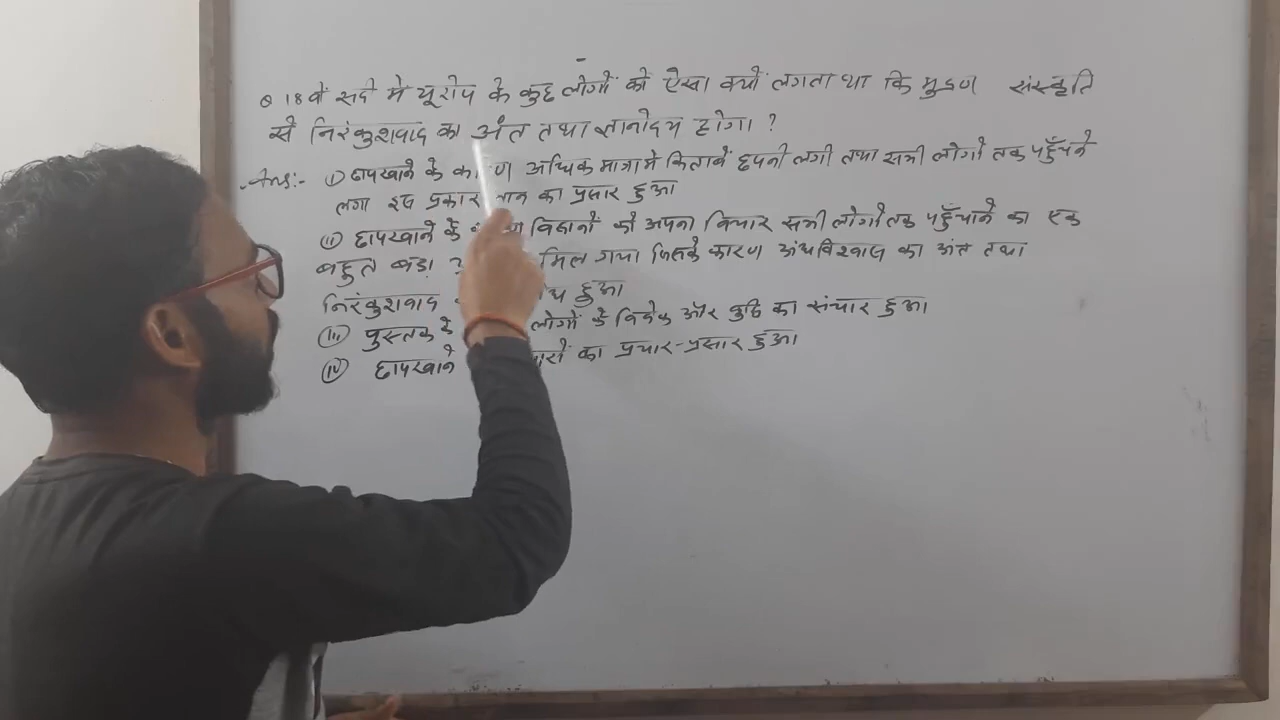 Q 18वी सदी मे यूरोप के कुछ लोगों को ऐसा क्यों लगता था कि मुद्रण संस्कृति
से निरंकुशवाद का अंत तथा ज्ञानोदय होगा ?
Ans:- (i) छापखाने के अधिक मात्रा मे किताबें छपनी लगी तथा सभी लोगों तक पहुँचने
लगा इस प्रकार का प्रसार हुआ
(ii) छापखाने के विद्वानों को अपना विचार सभी लोगों तक पहुँचाने का एक
बहुत बड़ा मिल गया जिसके कारण अंधविश्वास का अंत तथा
निरंकुशवाद हुआ
(iii) पुस्तक लोगों के विवेक और बुद्धि का संचार हुआ
(iv) छापखाने का प्रचार-प्रसार हुआ